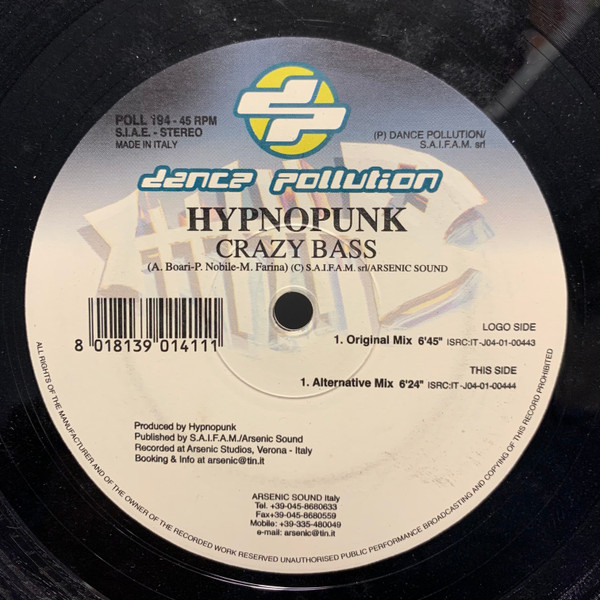 dP
POLL 194 - 45 RPM
S.I.A.E. - STEREO
MADE IN ITALY
(P) DANCE POLLUTION/
S.A.I.F.A.M. srl
dance pollution
HYPNOPUNK
CRAZY BASS
(A. Boari-P. Nobile-M. Farina) (C) S.A.I.F.A.M. srl/ARSENIC SOUND
8 018139 014111
LOGO SIDE
1. Original Mix 6'45" ISRC:IT-J04-01-00443
THIS SIDE
1. Alternative Mix 6'24" ISRC:IT-J04-01-00444
Produced by Hypnopunk
Published by S.A.I.F.A.M./Arsenic Sound
Recorded at Arsenic Studios, Verona - Italy
Booking & Info at arsenic@tin.it
ARSENIC SOUND Italy
Tel. +39-045-8680633
Fax+39-045-8680559
Mobile: +39-335-480049
e-mail: arsenic@tin.it
ALL RIGHTS OF THE MANUFACTURER AND OF THE OWNER OF THE RECORDED WORK RESERVED UNAUTHORISED PUBLIC PERFORMANCE BROADCASTING AND COPYING OF THIS RECORD PROHIBITED